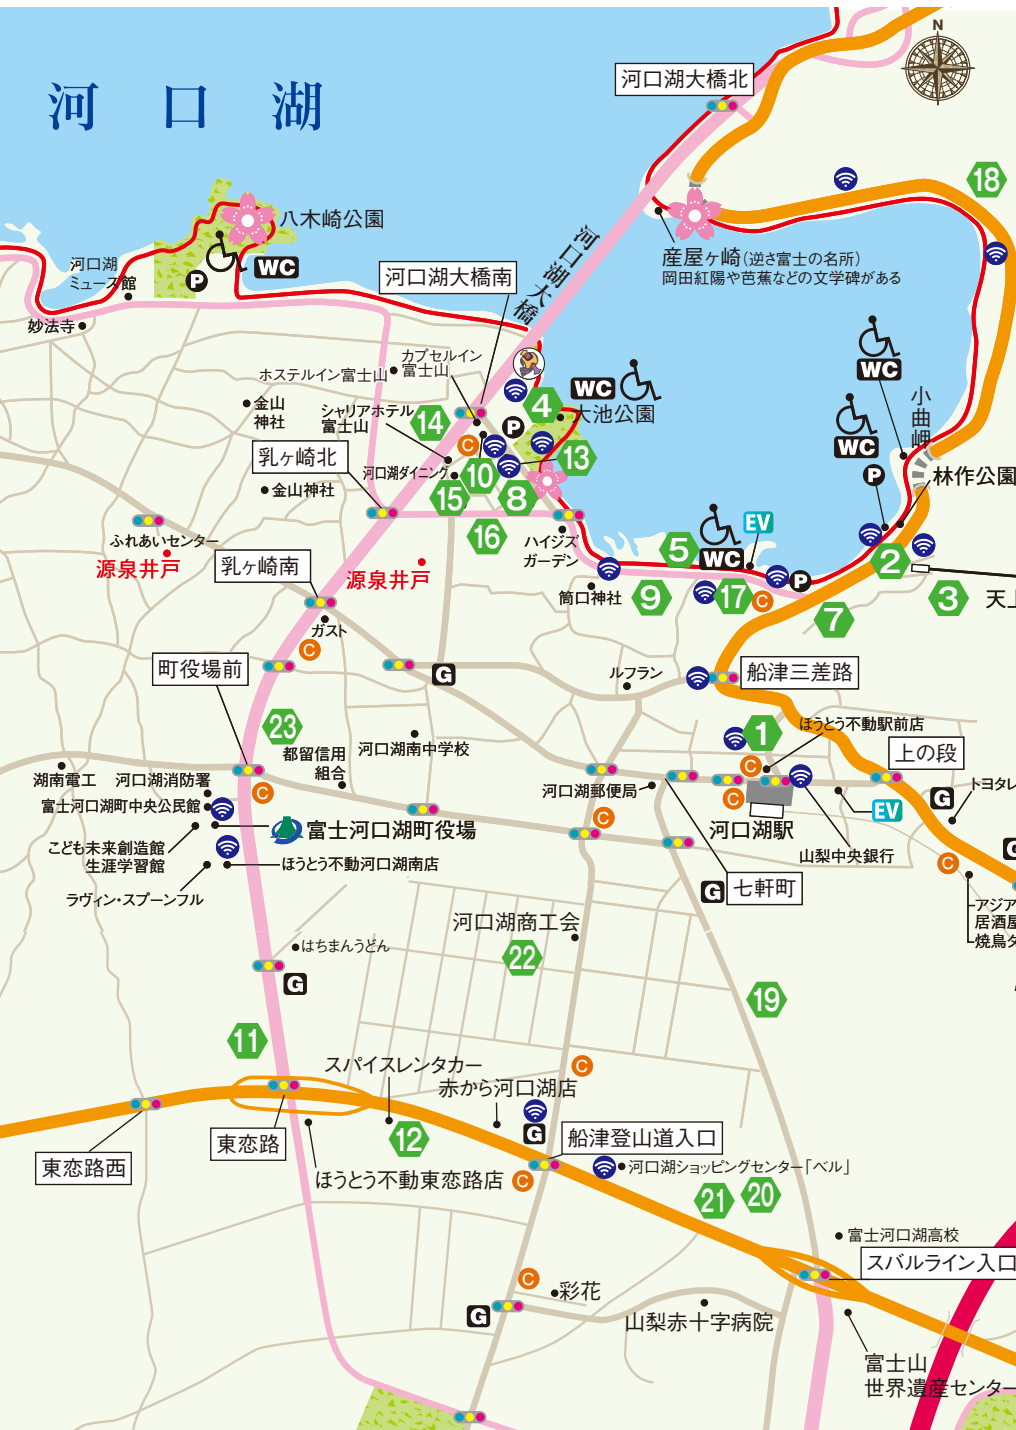 N
河口湖
河口湖大橋北
18
八木崎公園
WC
P
河口湖
ミューズ館
妙法寺
河口湖大橋
河口湖大橋南
産屋ヶ崎(逆さ富士の名所)
岡田紅陽や芭蕉などの文学碑がある
カプセルイン
富士山
ホステルイン富士山
金山
神社
シャリアホテル
富士山
14
4
WC
大池公園
P
C
WC
WC
P
小曲岬
林作公園
乳ヶ崎北
河口湖ダイニング
10
13
15
8
16
金山神社
ふれあいセンター
源泉井戸
乳ヶ崎南
源泉井戸
ハイジズ
ガーデン
5
WC
EV
2
3
天上
筒口神社
9
17
C
P
7
ガスト
C
町役場前
G
ルフラン
船津三差路
23
都留信用
組合
河口湖南中学校
1
ほうとう不動駅前店
上の段
湖南電工
河口湖消防署
富士河口湖町中央公民館
C
河口湖郵便局
C
C
EV
G
トヨタレ
こども未来創造館
生涯学習館
富士河口湖町役場
ほうとう不動河口湖南店
C
河口湖駅
山梨中央銀行
C
G
ラヴィン・スプーンフル
G
七軒町
アジア
居酒屋
焼鳥ダ
河口湖商工会
22
はちまんうどん
G
19
11
スパイスレンタカー
赤から河口湖店
C
12
G
東恋路西
東恋路
ほうとう不動東恋路店
C
船津登山道入口
河口湖ショッピングセンター「ベル」
21
20
富士河口湖高校
スバルライン入口
C
彩花
G
山梨赤十字病院
富士山
世界遺産センター